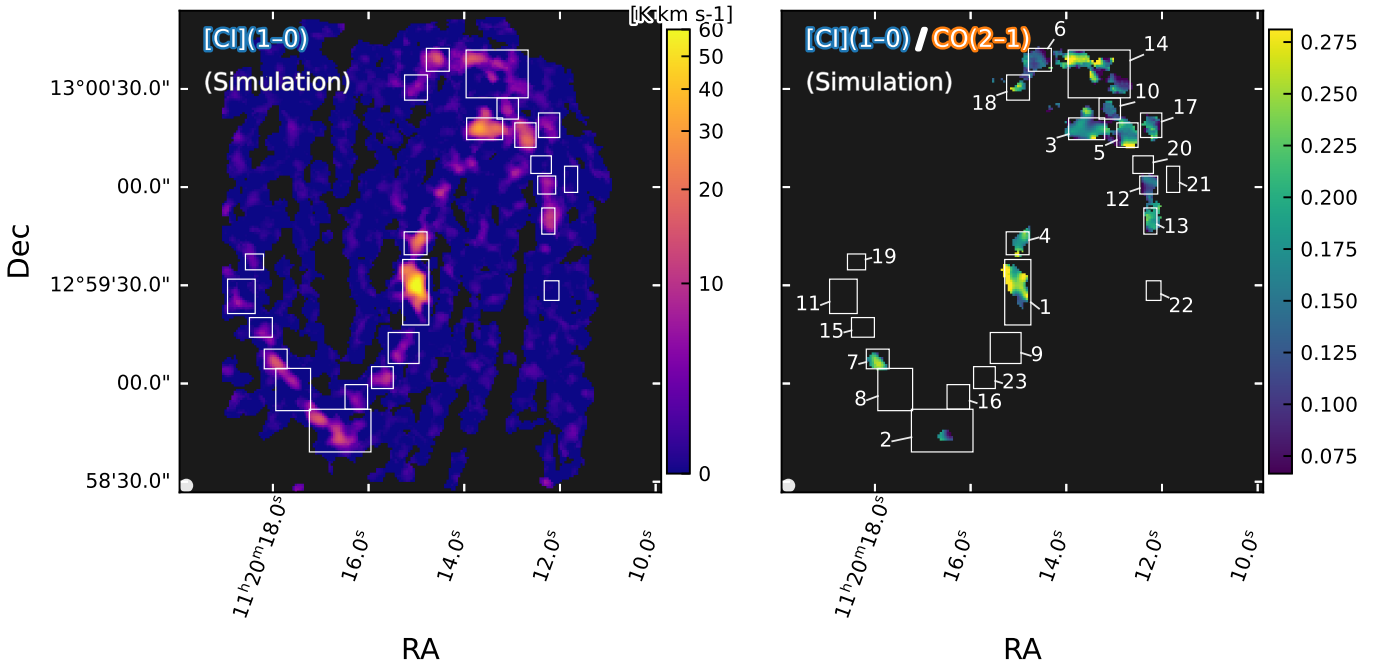 [CI](1–0)
(Simulation)
[K km s-1]
60
50
40
30
20
10
0
13°00'30.0"
00.0"
12°59'30.0"
00.0"
58'30.0"
Dec
11ʰ20ᵐ18.0ˢ
16.0ˢ
14.0ˢ
12.0ˢ
10.0ˢ
RA
[CI](1–0) / CO(2–1)
(Simulation)
6
14
18
10
17
3
5
20
12
21
13
4
19
11
1
22
15
7
9
8
23
16
2
0.275
0.250
0.225
0.200
0.175
0.150
0.125
0.100
0.075
11ʰ20ᵐ18.0ˢ
16.0ˢ
14.0ˢ
12.0ˢ
10.0ˢ
RA